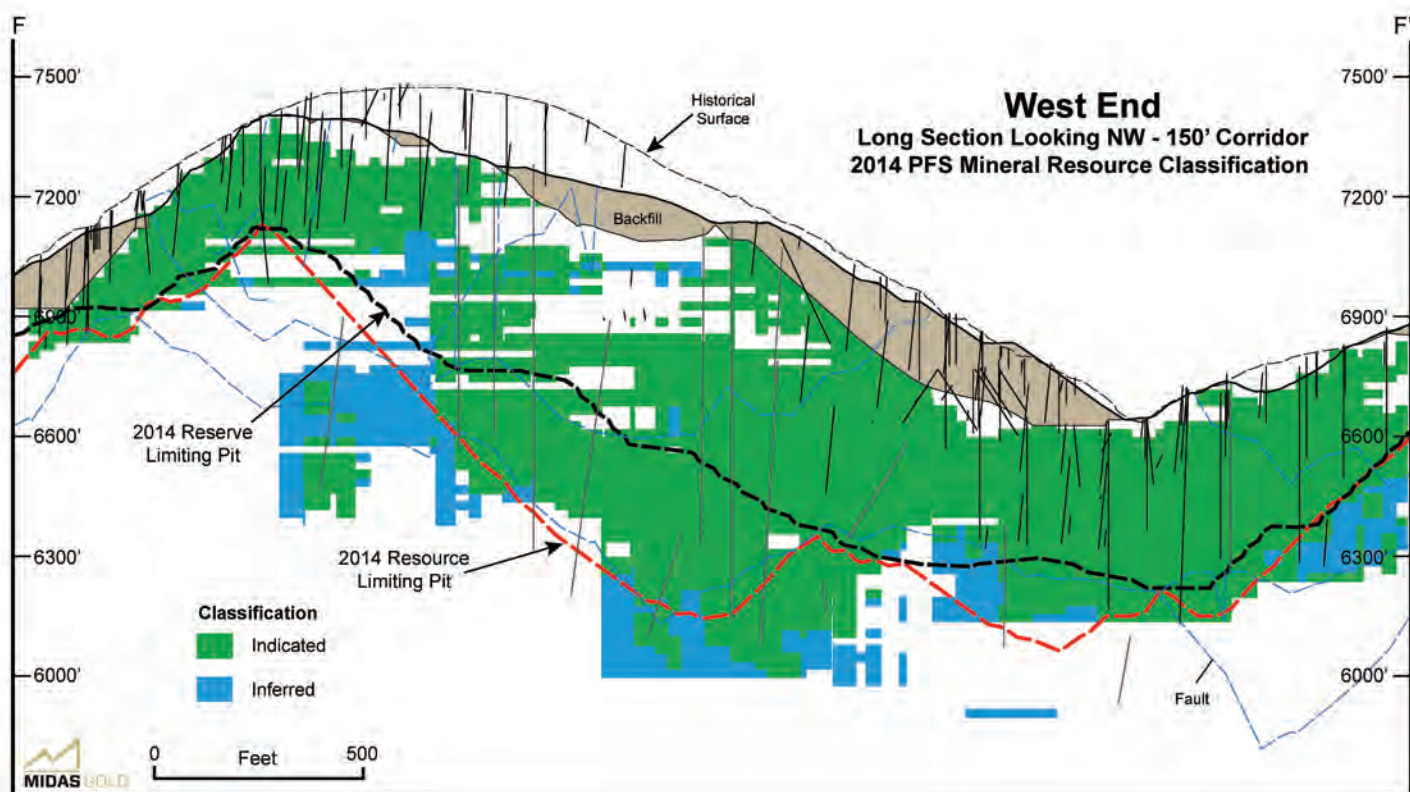 F
F'
7500'
7500'
West End
Long Section Looking NW - 150' Corridor
2014 PFS Mineral Resource Classification
Historical
Surface
7200'
7200'
Backfill
6900'
6900'
2014 Reserve
Limiting Pit
6600'
6600'
2014 Resource
Limiting Pit
6300'
6300'
Classification
Indicated
Inferred
6000'
6000'
Fault
0
Feet
500
MIDAS GOLD